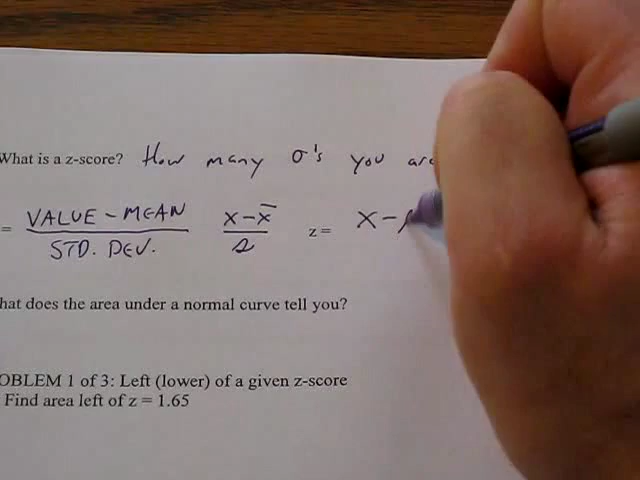 What is a z-score? How many σ's you are
= VALUE - MEAN / STD. DEV. x - x̄ / s z = x -
hat does the area under a normal curve tell you?
OBLEM 1 of 3: Left (lower) of a given z-score
Find area left of z = 1.65